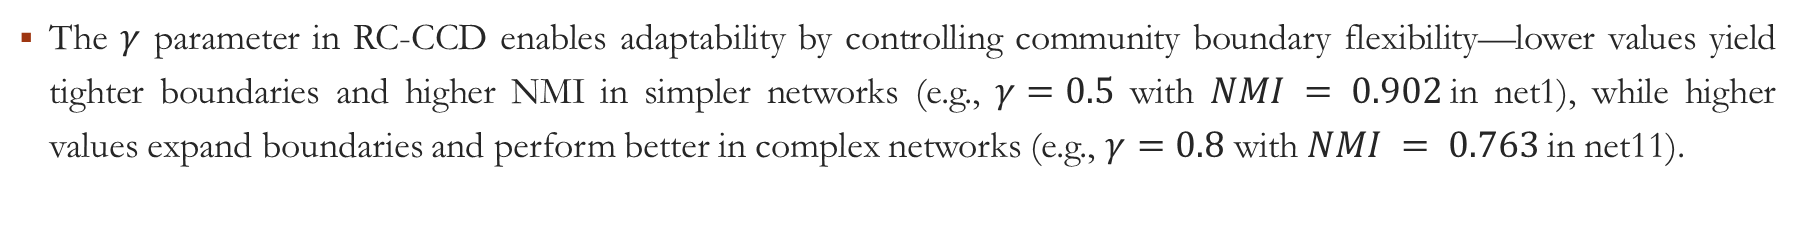 ▪ The γ parameter in RC-CCD enables adaptability by controlling community boundary flexibility—lower values yield
tighter boundaries and higher NMI in simpler networks (e.g., γ = 0.5 with NMI = 0.902 in net1), while higher
values expand boundaries and perform better in complex networks (e.g., γ = 0.8 with NMI = 0.763 in net11).